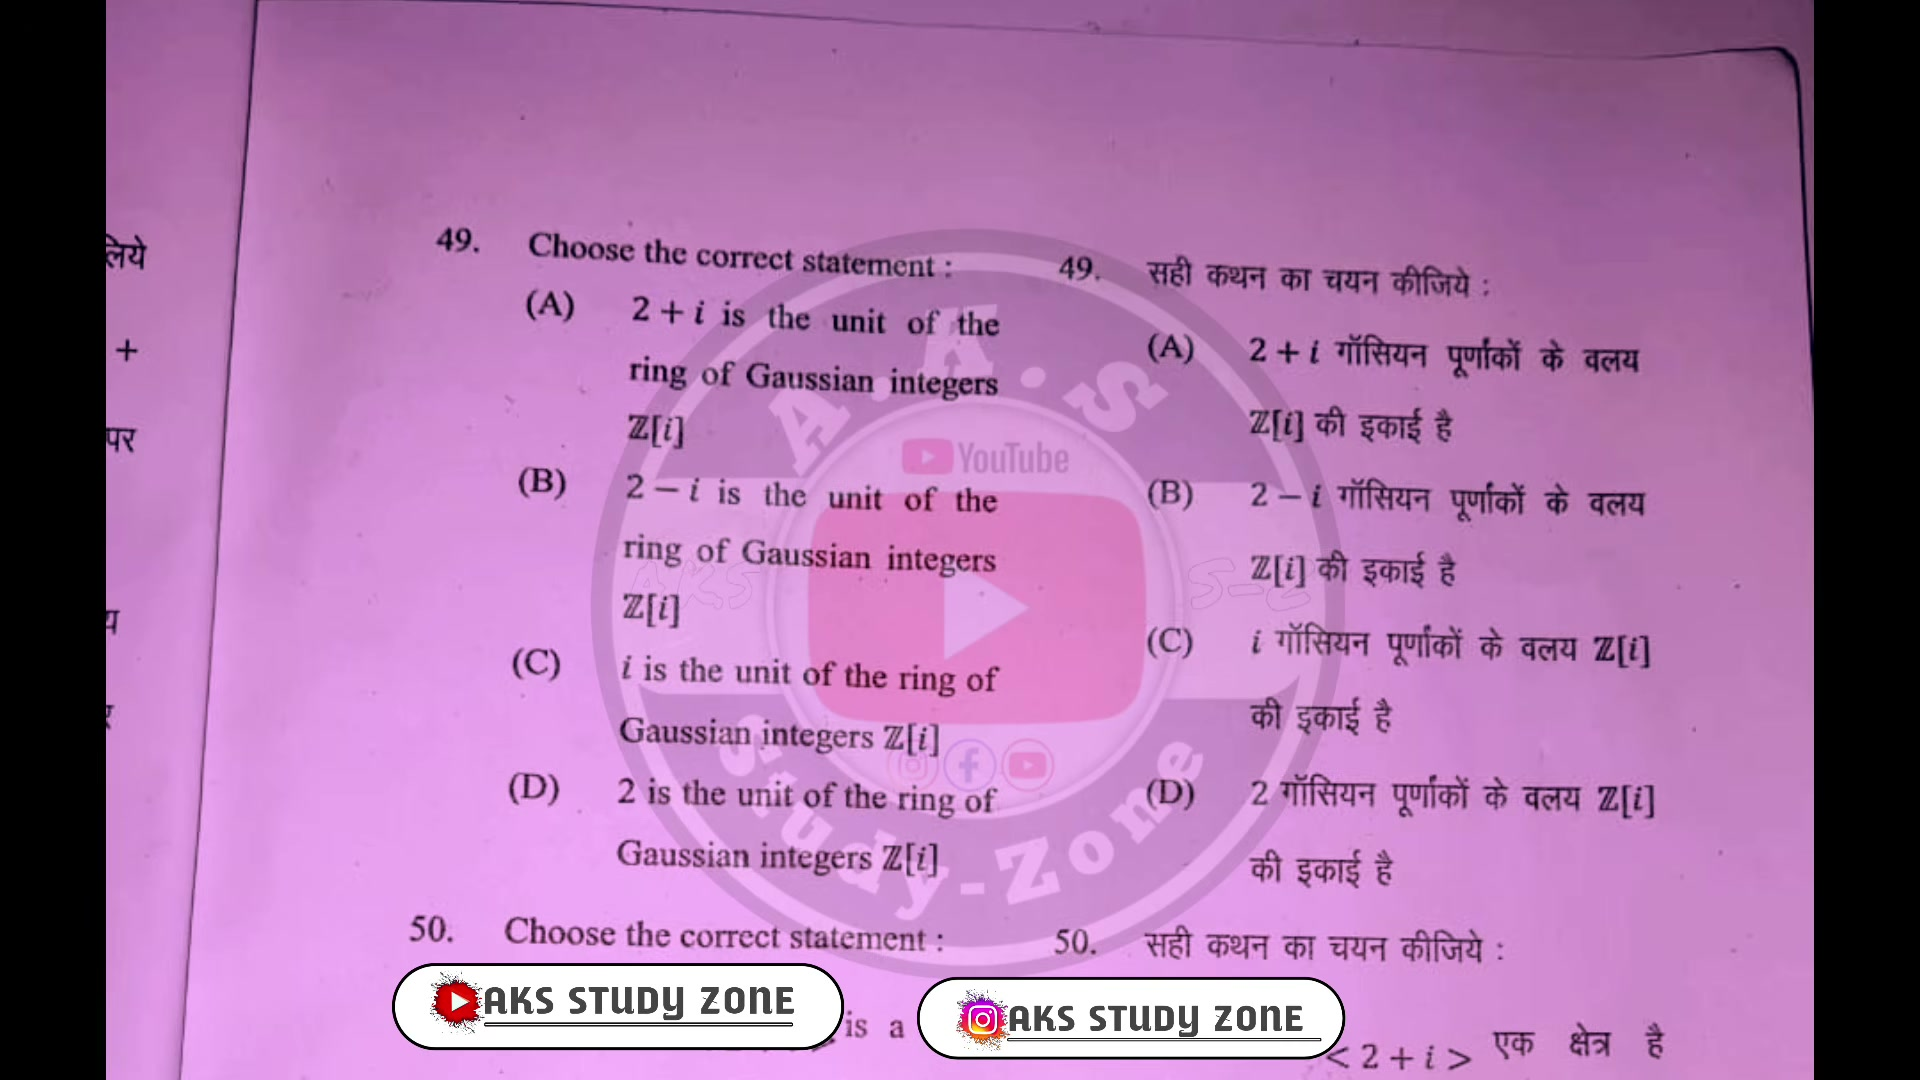 लिये
+
पर
49. Choose the correct statement :
(A) 2 + i is the unit of the
ring of Gaussian integers
ℤ[i]
(B) 2 − i is the unit of the
ring of Gaussian integers
ℤ[i]
(C) i is the unit of the ring of
Gaussian integers ℤ[i]
(D) 2 is the unit of the ring of
Gaussian integers ℤ[i]
50. Choose the correct statement :
is a
49. सही कथन का चयन कीजिये :
(A) 2 + i गॉसियन पूर्णांकों के वलय
ℤ[i] की इकाई है
(B) 2 − i गॉसियन पूर्णांकों के वलय
ℤ[i] की इकाई है
(C) i गॉसियन पूर्णांकों के वलय ℤ[i]
की इकाई है
(D) 2 गॉसियन पूर्णांकों के वलय ℤ[i]
की इकाई है
50. सही कथन का चयन कीजिये :
< 2 + i > एक क्षेत्र है
A.K.S
YouTube
Study-Zone
AKS STUDY ZONE
AKS STUDY ZONE